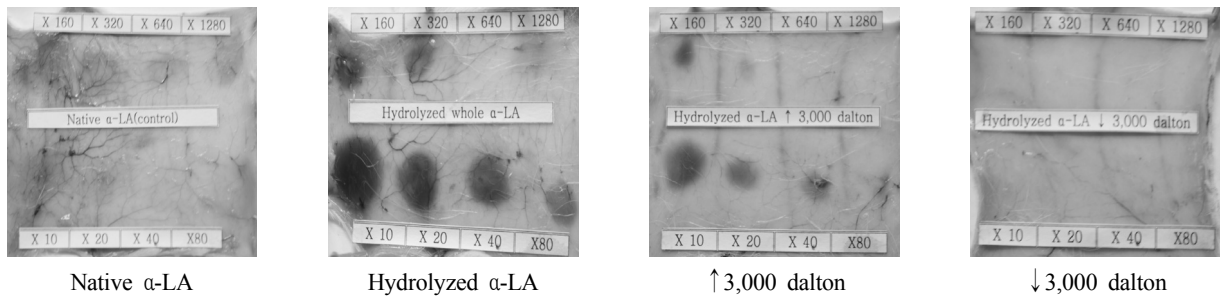 X 160 X 320 X 640 X 1280
Native α-LA(control)
X 10 X 20 X 40 X80
Native α-LA
X 160 X 320 X 640 X 1280
Hydrolyzed whole α-LA
X 10 X 20 X 40 X80
Hydrolyzed α-LA
X 160 X 320 X 640 X 1280
Hydrolyzed α-LA ↑ 3,000 dalton
X 10 X 20 X 40 X80
↑3,000 dalton
X 160 X 320 X 640 X 1280
Hydrolyzed α-LA ↓ 3,000 dalton
X 10 X 20 X 40 X80
↓3,000 dalton